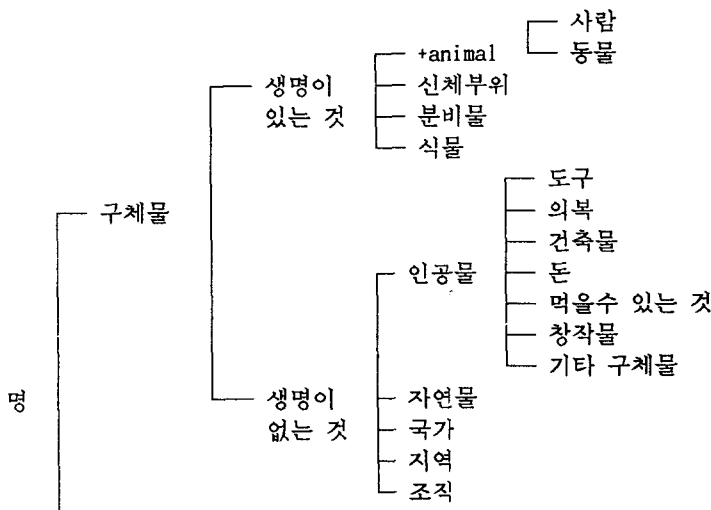 사람
+animal
동물
생명이
신체부위
있는 것
분비물
식물
도구
구체물
의복
건축물
인공물
돈
먹을수 있는 것
창작물
기타 구체물
명
생명이
자연물
없는 것
국가
지역
조직